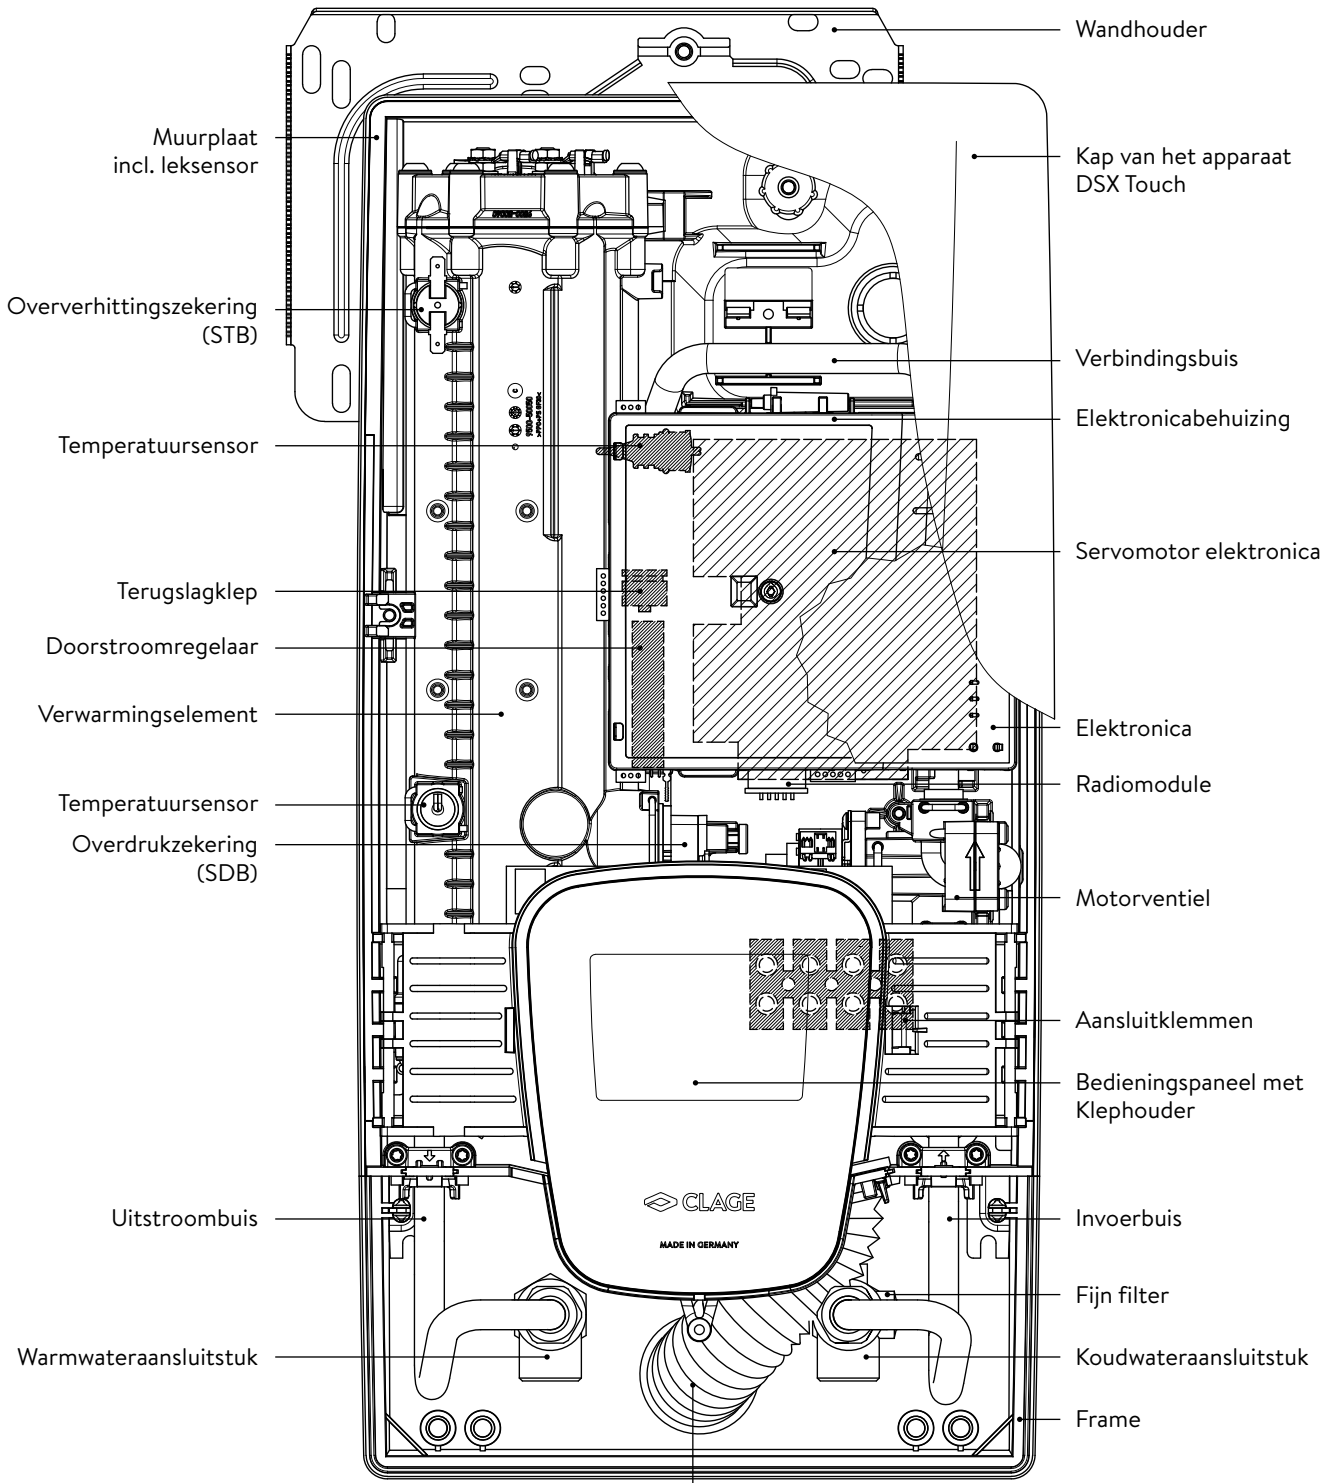 Wandhouder
Muurplaat
incl. leksensor
Kap van het apparaat
DSX Touch
Oververhittingszekering
(STB)
Verbindingsbuis
Elektronicabehuizing
Temperatuursensor
Servomotor elektronica
Terugslagklep
Doorstroomregelaar
Verwarmingselement
Elektronica
Radiomodule
Temperatuursensor
Overdrukzekering
(SDB)
Motorventiel
Aansluitklemmen
Bedieningspaneel met
Klephouder
CLAGE
MADE IN GERMANY
Uitstroombuis
Invoerbuis
Fijn filter
Warmwateraansluitstuk
Koudwateraansluitstuk
Frame